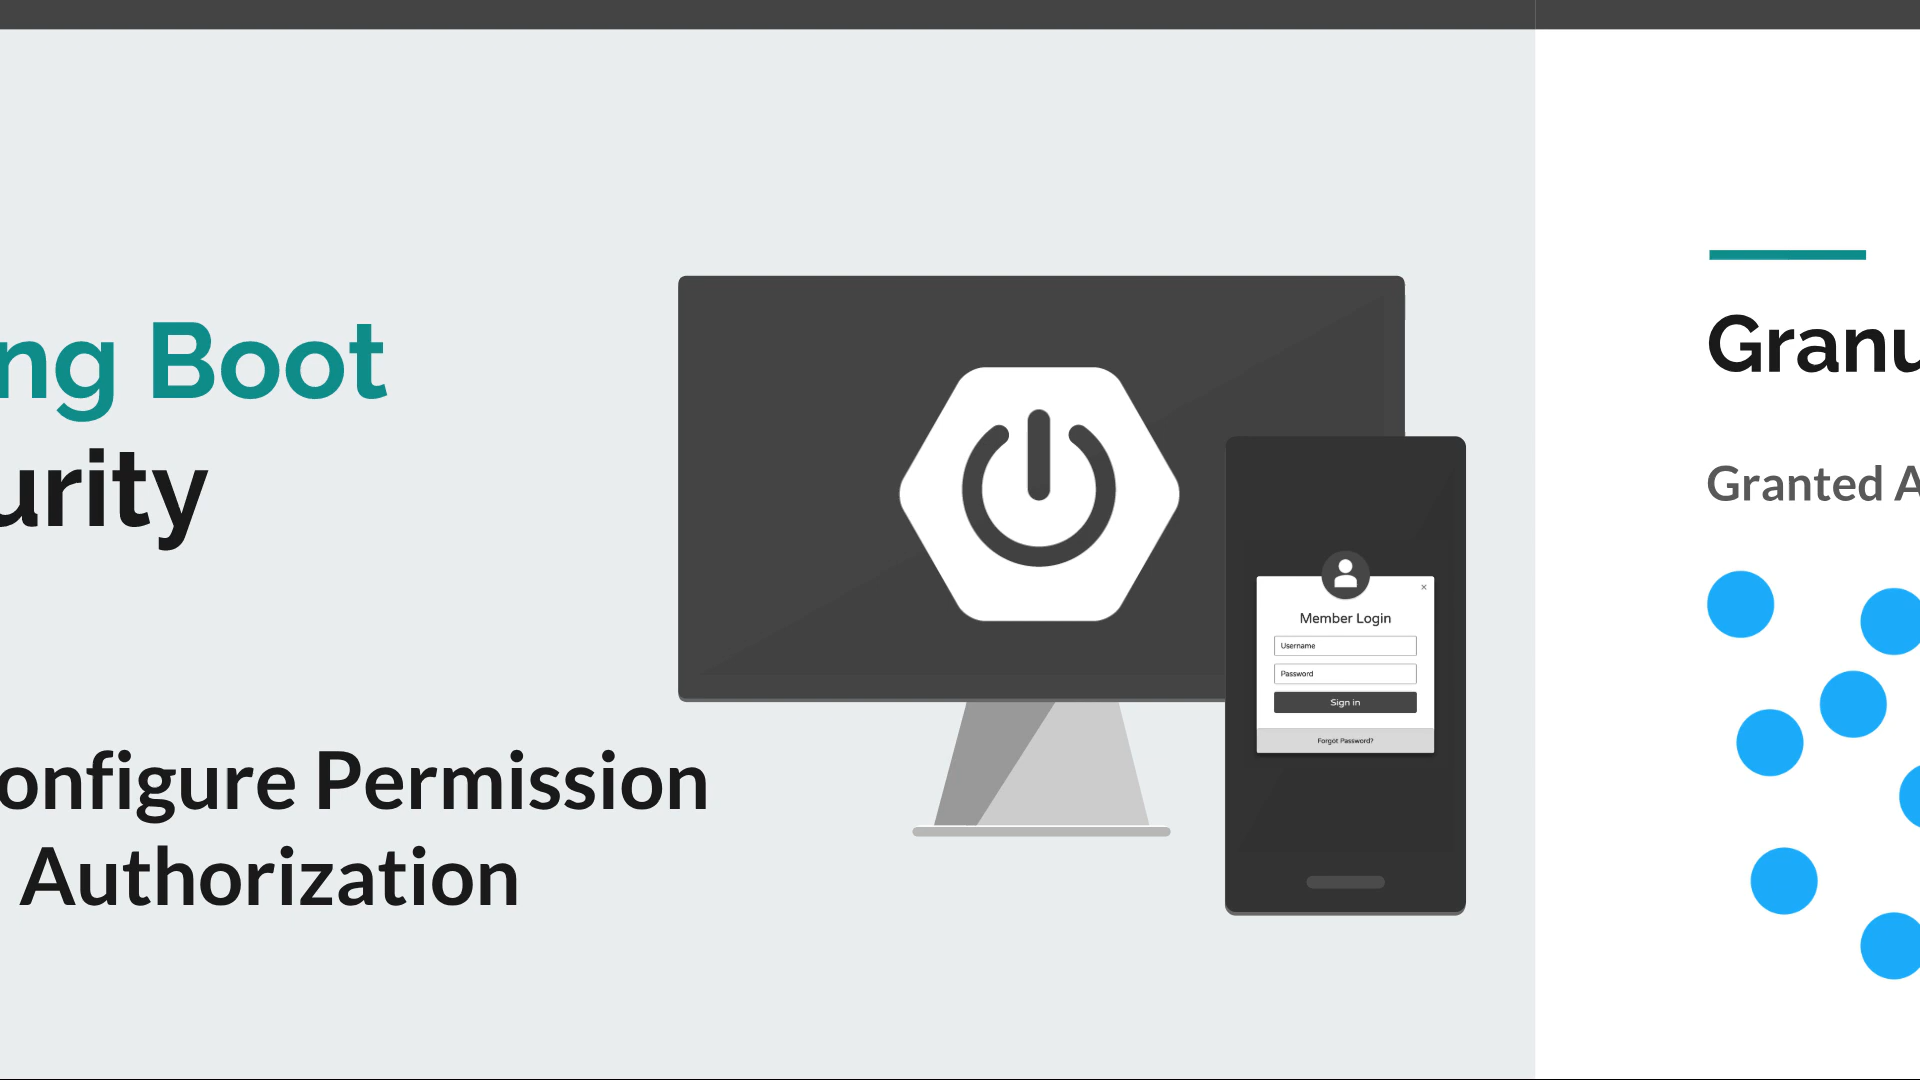 ng Boot
urity
onfigure Permission
Authorization
Member Login
Username
Password
Sign in
Forgot Password?
Granu
Granted A